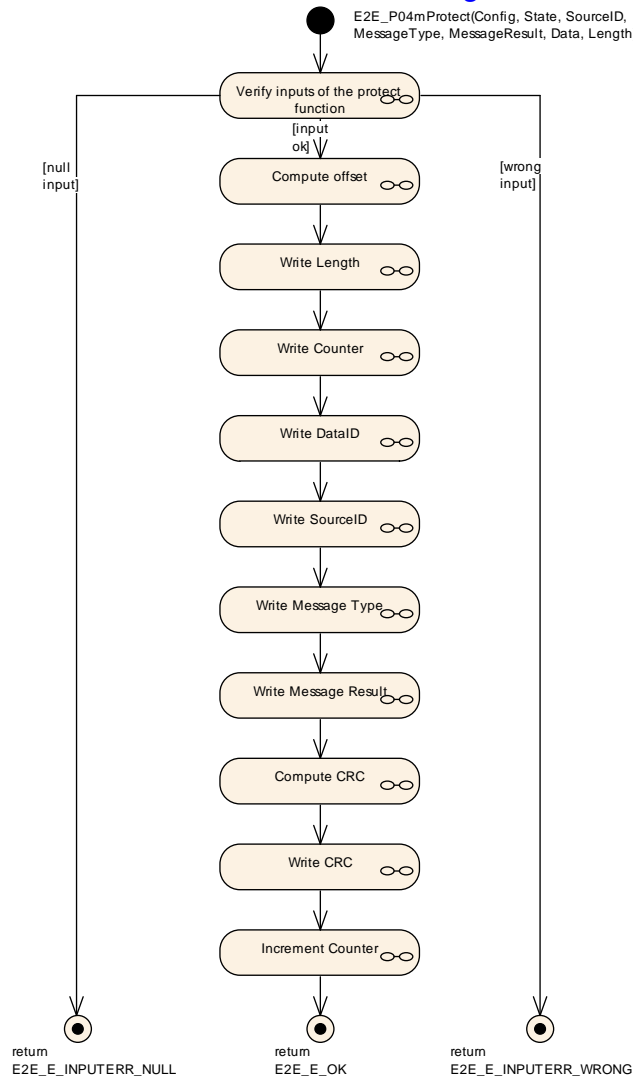 E2E_P04mProtect(Config, State, SourceID,
MessageType, MessageResult, Data, Length
Verify inputs of the protect
function
[input
ok]
[null
input]
[wrong
input]
Compute offset
Write Length
Write Counter
Write DataID
Write SourceID
Write Message Type
Write Message Result
Compute CRC
Write CRC
Increment Counter
return
E2E_E_INPUTERR_NULL
return
E2E_E_OK
return
E2E_E_INPUTERR_WRONG